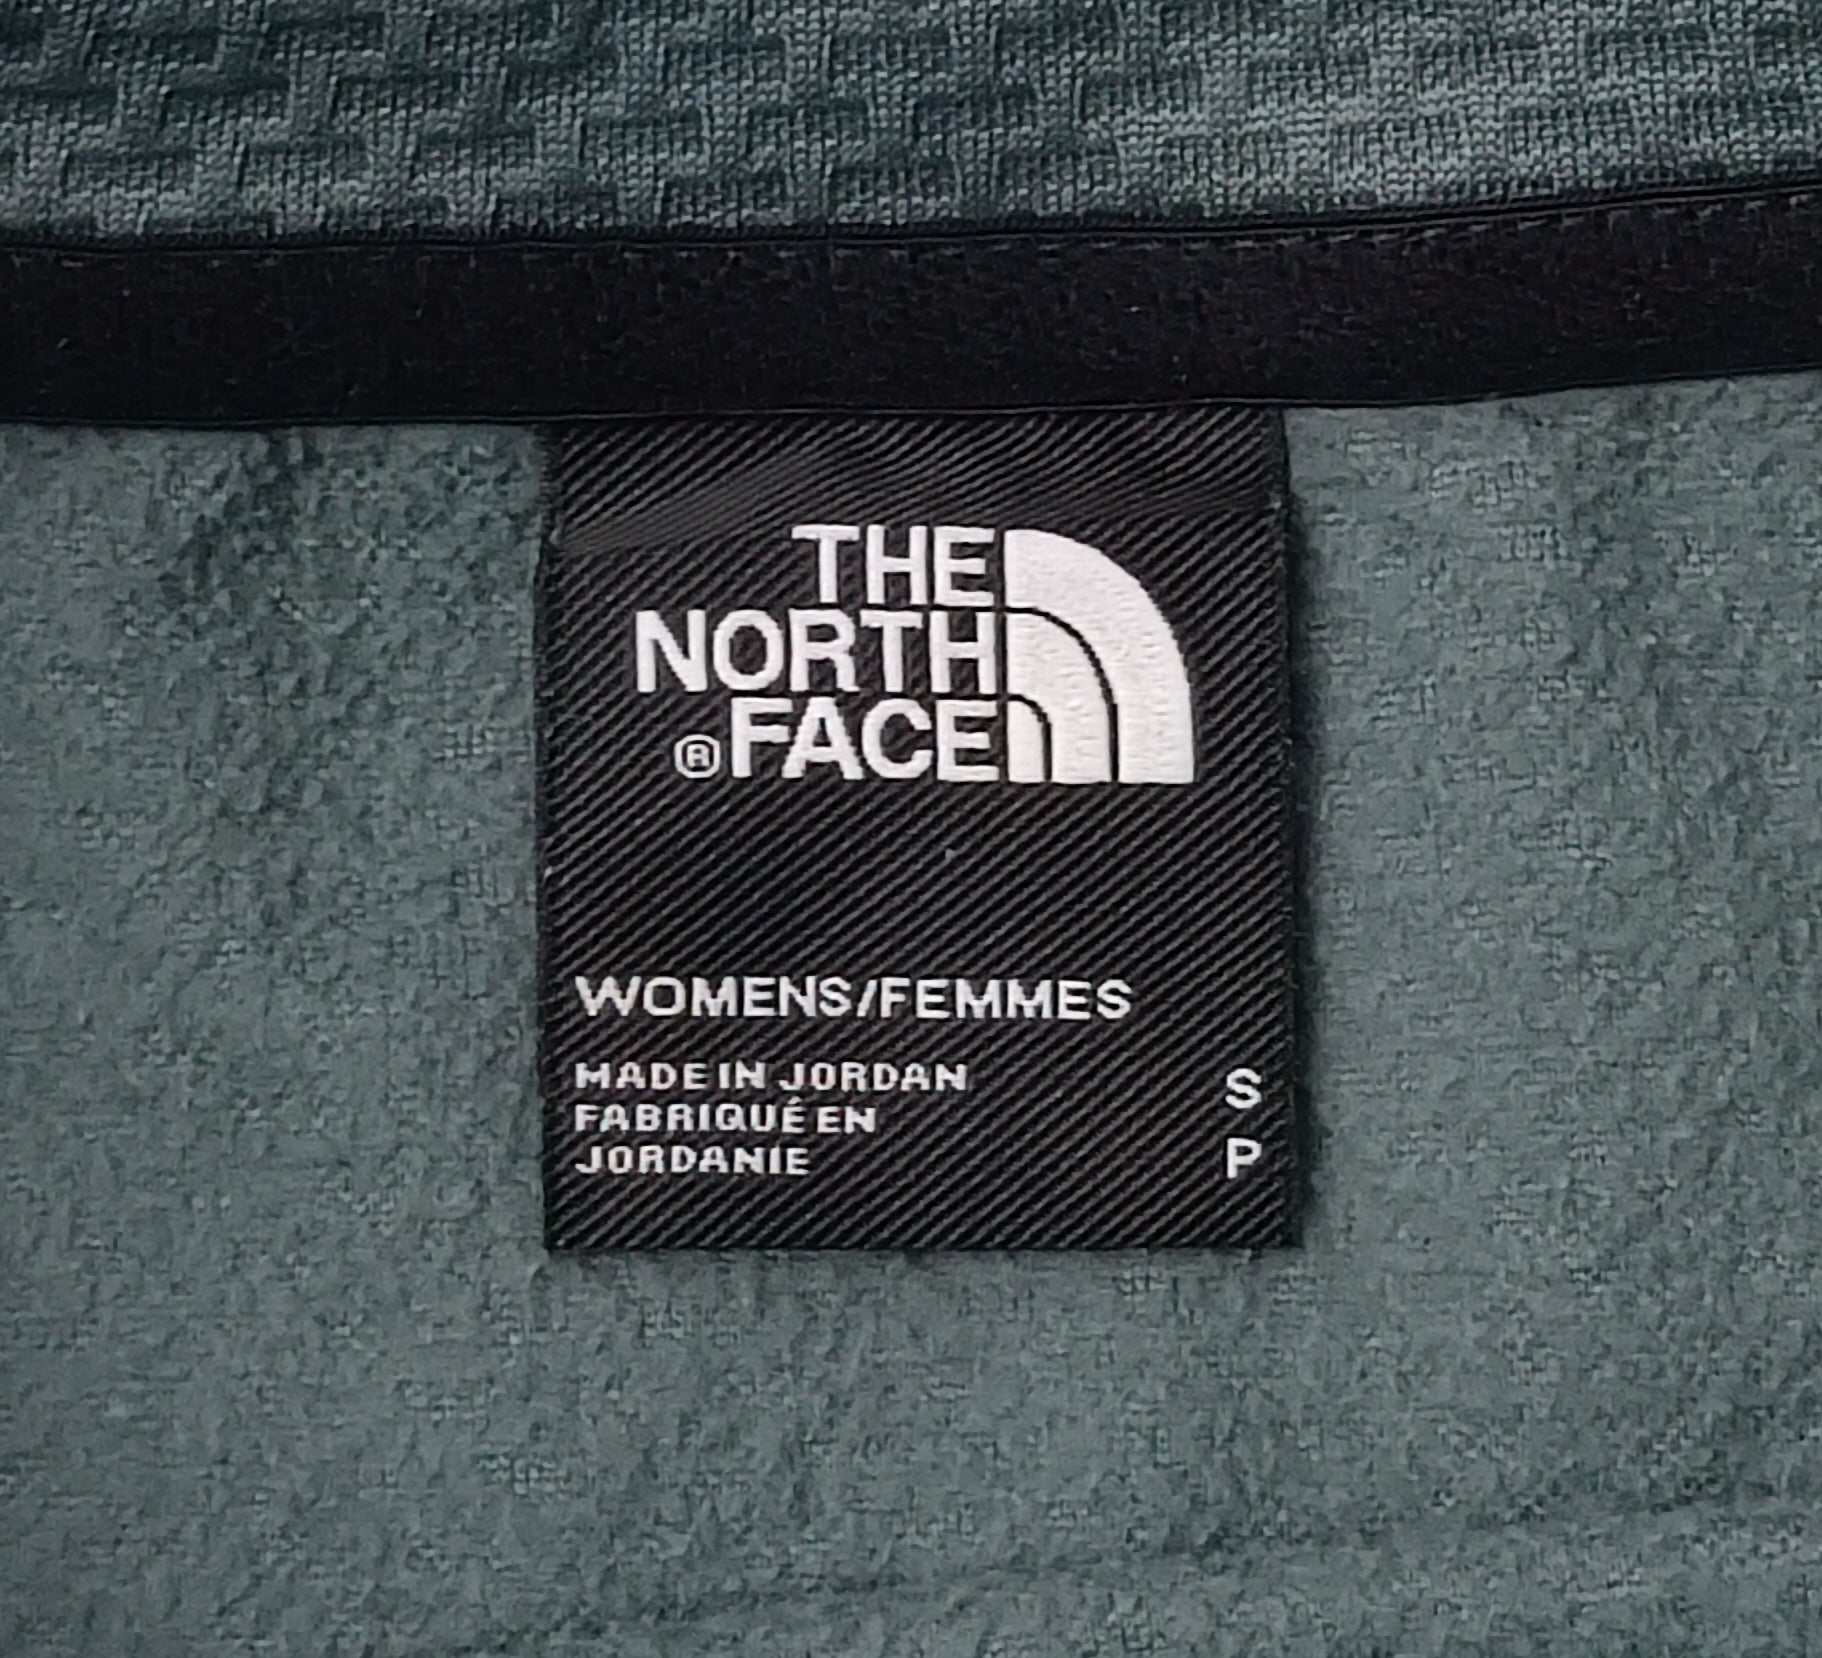 THE
NORTH
®FACE
WOMENS/FEMMES
MADE IN JORDAN
FABRIQUÉ EN
JORDANIE
S
P